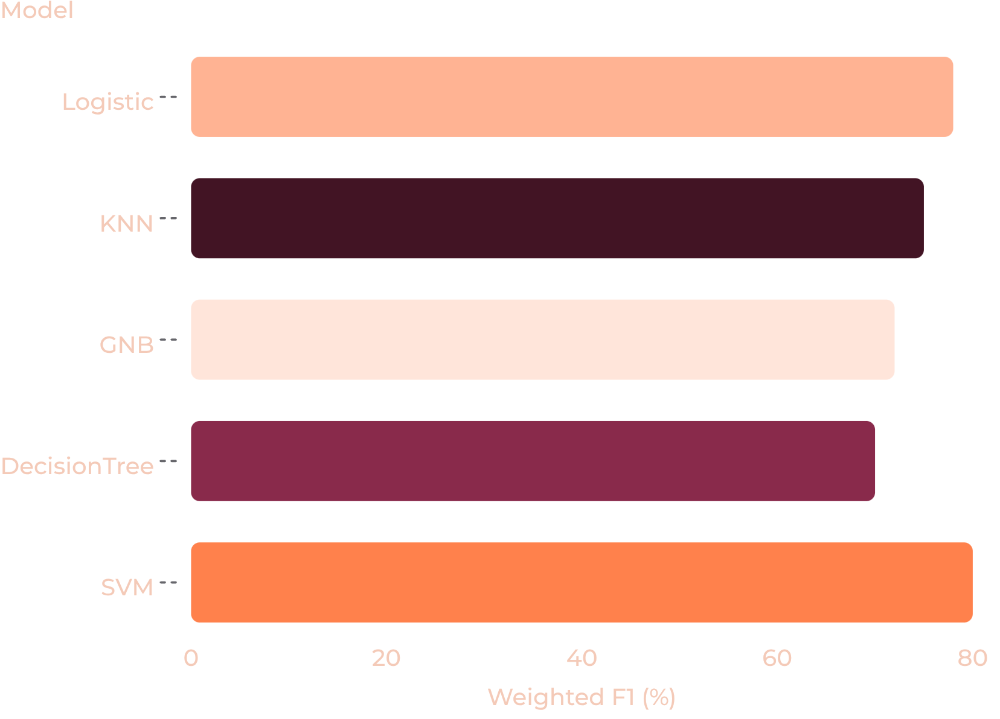 Model
Logistic
KNN
GNB
DecisionTree
SVM
0 20 40 60 80
Weighted F1 (%)